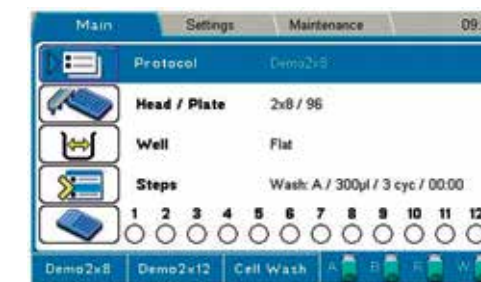 Main Settings Maintenance 09.
Protocol Demo2x8
Head / Plate 2x8 / 96
Well Flat
Steps Wash: A / 300µl / 3 cyc / 00:00
1 2 3 4 5 6 7 8 9 10 11 12
Demo2x8 Demo2x12 Cell Wash A B R W